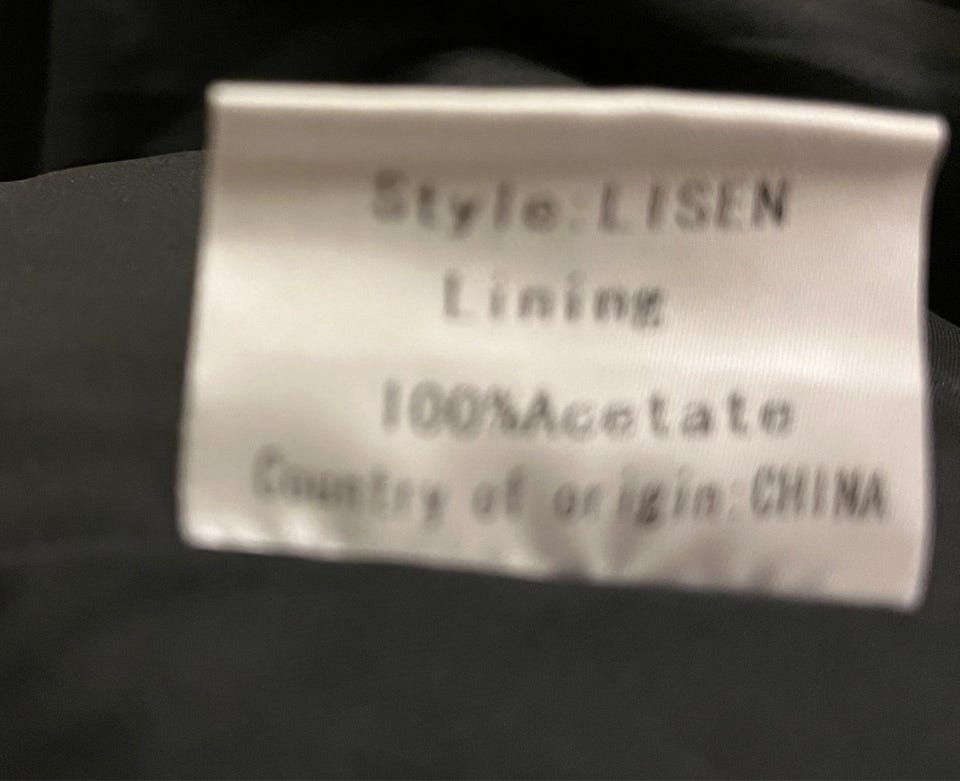 Style:LISEN
Lining
100%Acetate
Country of origin:CHINA